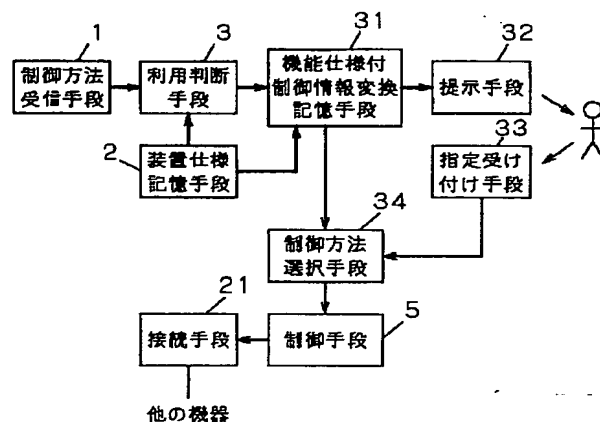 1
制御方法
受信手段
3
利用判断
手段
31
機能仕様付
制御情報変換
記憶手段
32
提示手段
2
装置仕様
記憶手段
33
指定受け
付け手段
34
制御方法
選択手段
21
接続手段
5
制御手段
他の機器